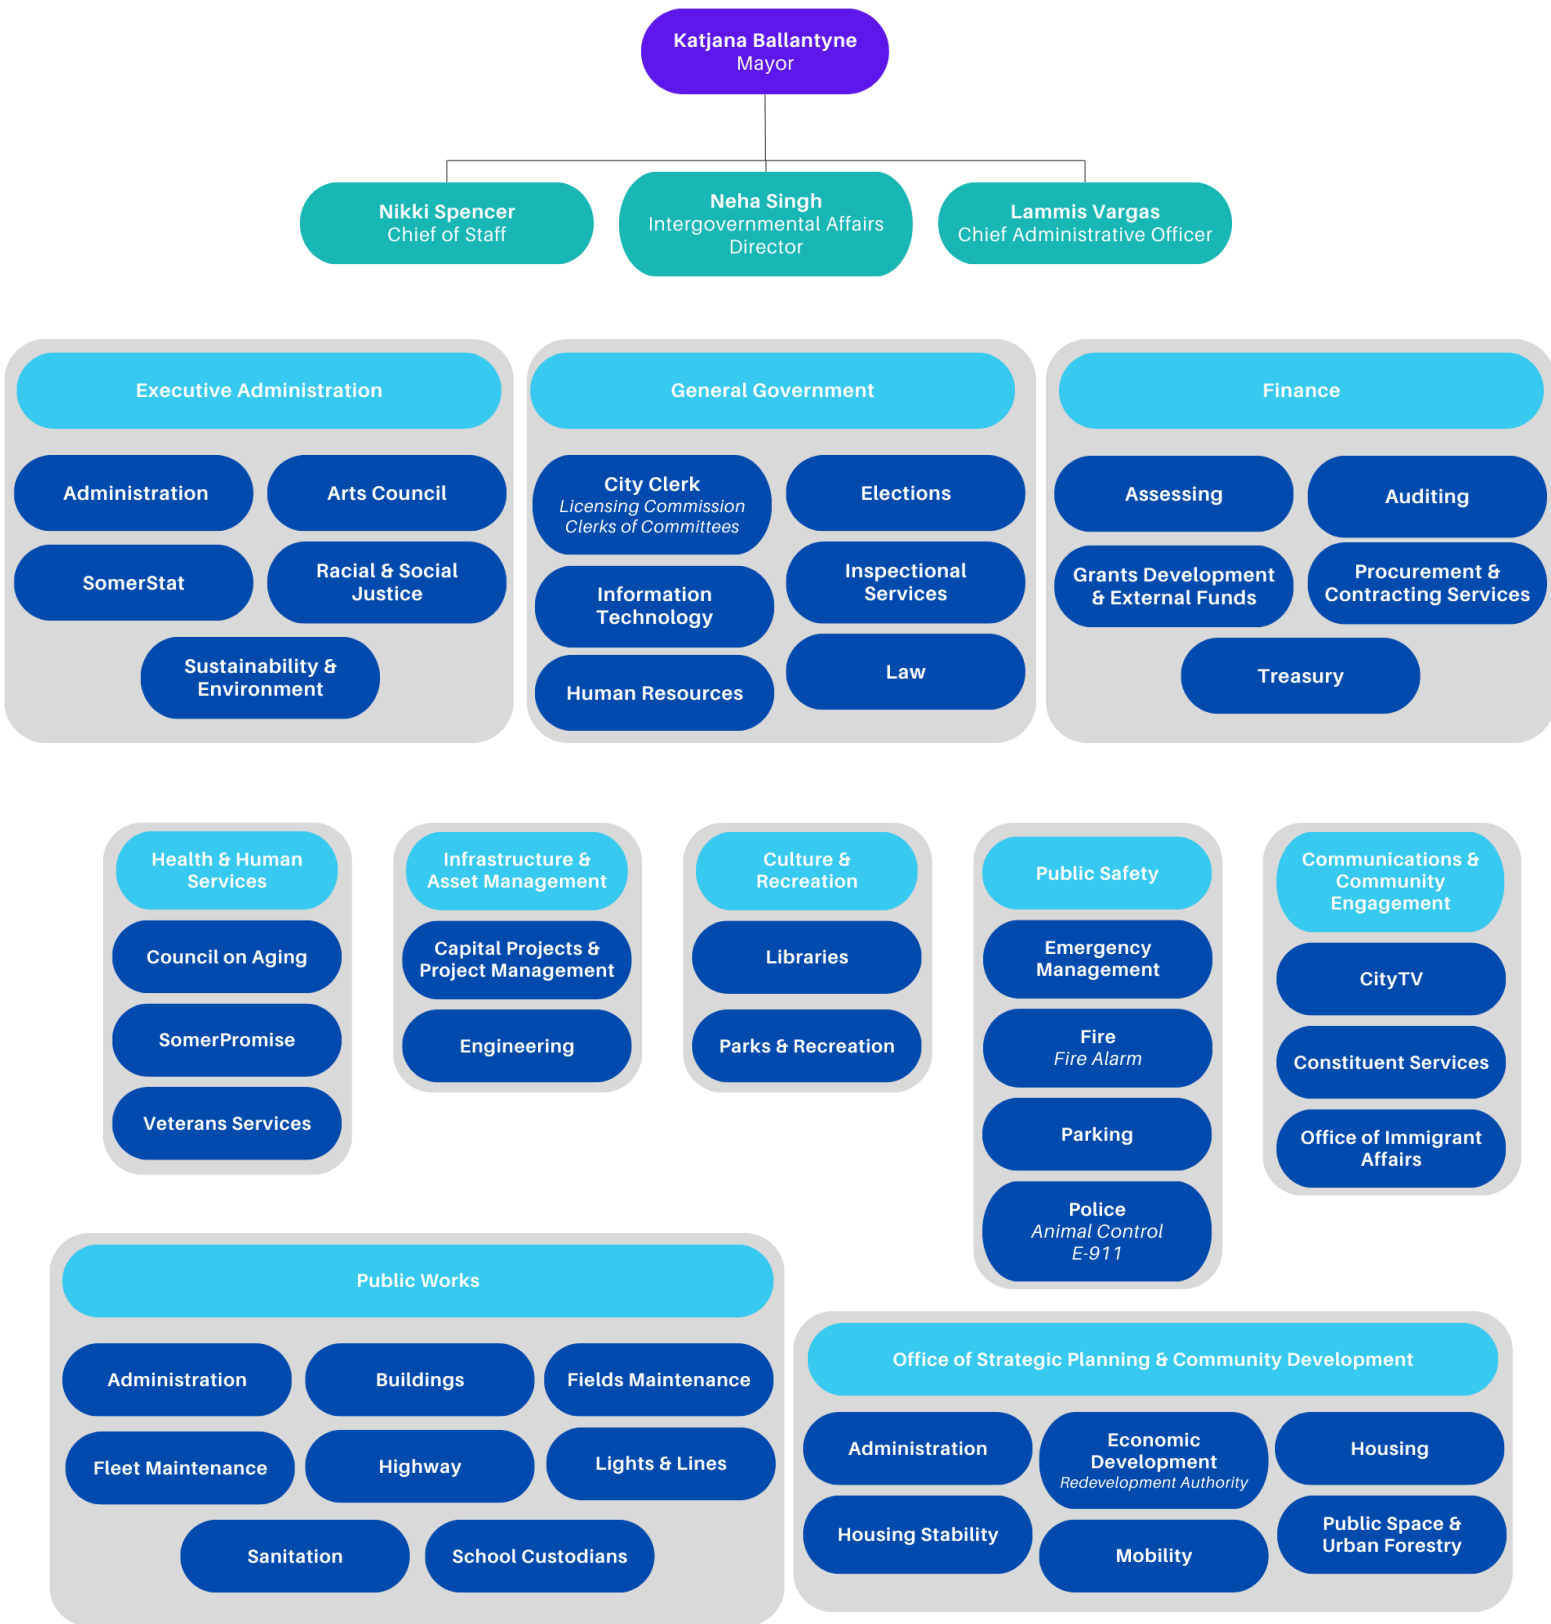 Katjana Ballantyne
Mayor
Nikki Spencer
Chief of Staff
Neha Singh
Intergovernmental Affairs
Director
Lammis Vargas
Chief Administrative Officer
Executive Administration
Administration
Arts Council
SomerStat
Racial & Social
Justice
Sustainability &
Environment
General Government
City Clerk
Licensing Commission
Clerks of Committees
Elections
Information
Technology
Inspectional
Services
Human Resources
Law
Finance
Assessing
Auditing
Grants Development
& External Funds
Procurement &
Contracting Services
Treasury
Health & Human
Services
Council on Aging
SomerPromise
Veterans Services
Infrastructure &
Asset Management
Capital Projects &
Project Management
Engineering
Culture &
Recreation
Libraries
Parks & Recreation
Public Safety
Emergency
Management
Fire
Fire Alarm
Parking
Police
Animal Control
E-911
Communications &
Community
Engagement
CityTV
Constituent Services
Office of Immigrant
Affairs
Public Works
Administration
Buildings
Fields Maintenance
Fleet Maintenance
Highway
Lights & Lines
Sanitation
School Custodians
Office of Strategic Planning & Community Development
Administration
Economic
Development
Redevelopment Authority
Housing
Housing Stability
Mobility
Public Space &
Urban Forestry